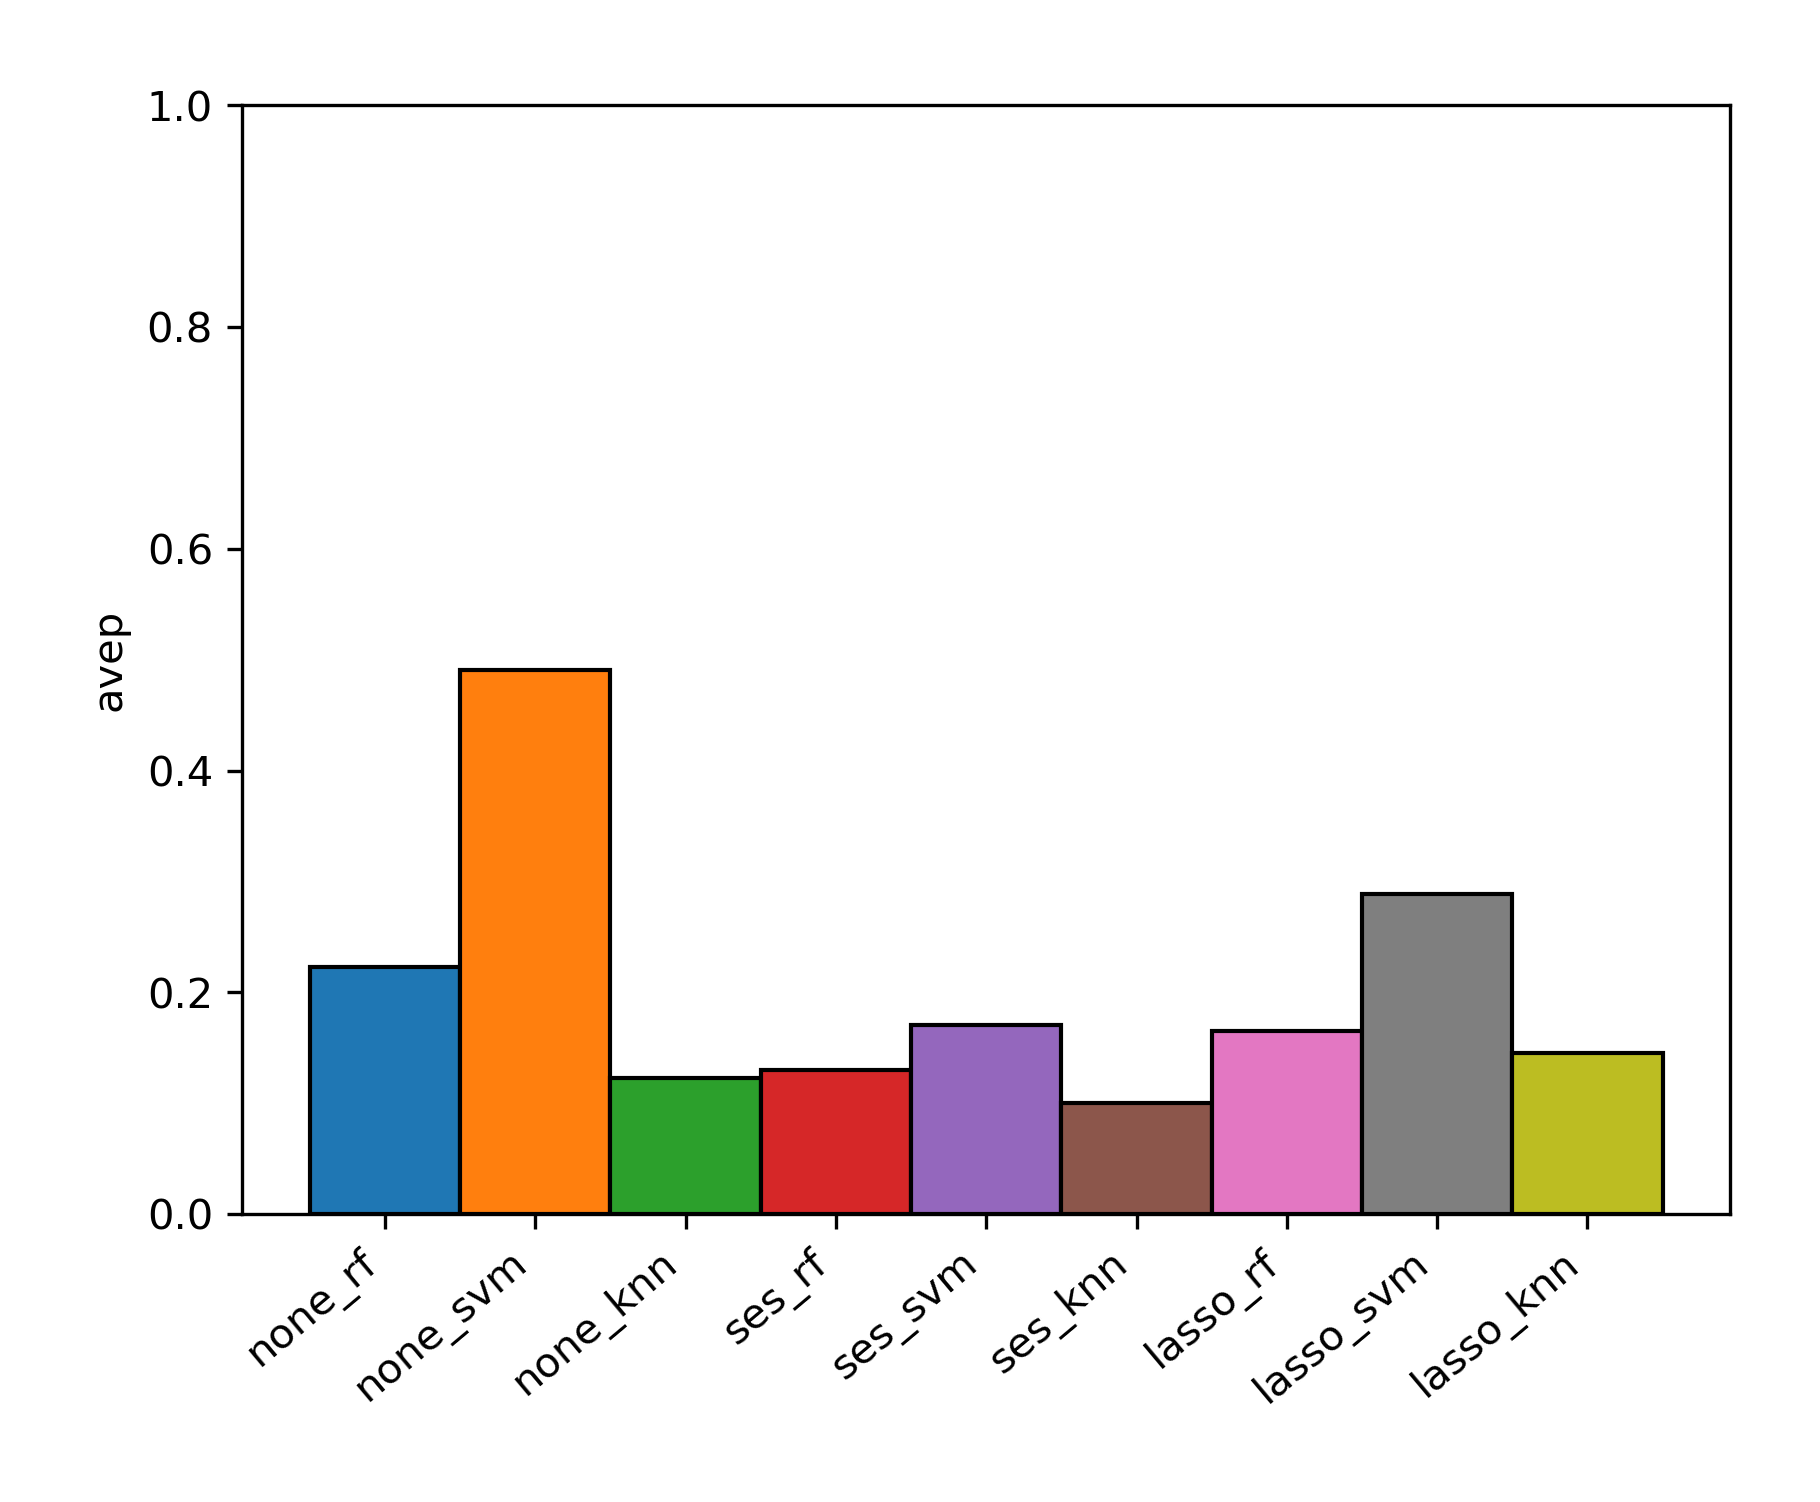 1.0
0.8
0.6
0.4
0.2
0.0
avep
none_rf
none_svm
none_knn
ses_rf
ses_svm
ses_knn
lasso_rf
lasso_svm
lasso_knn